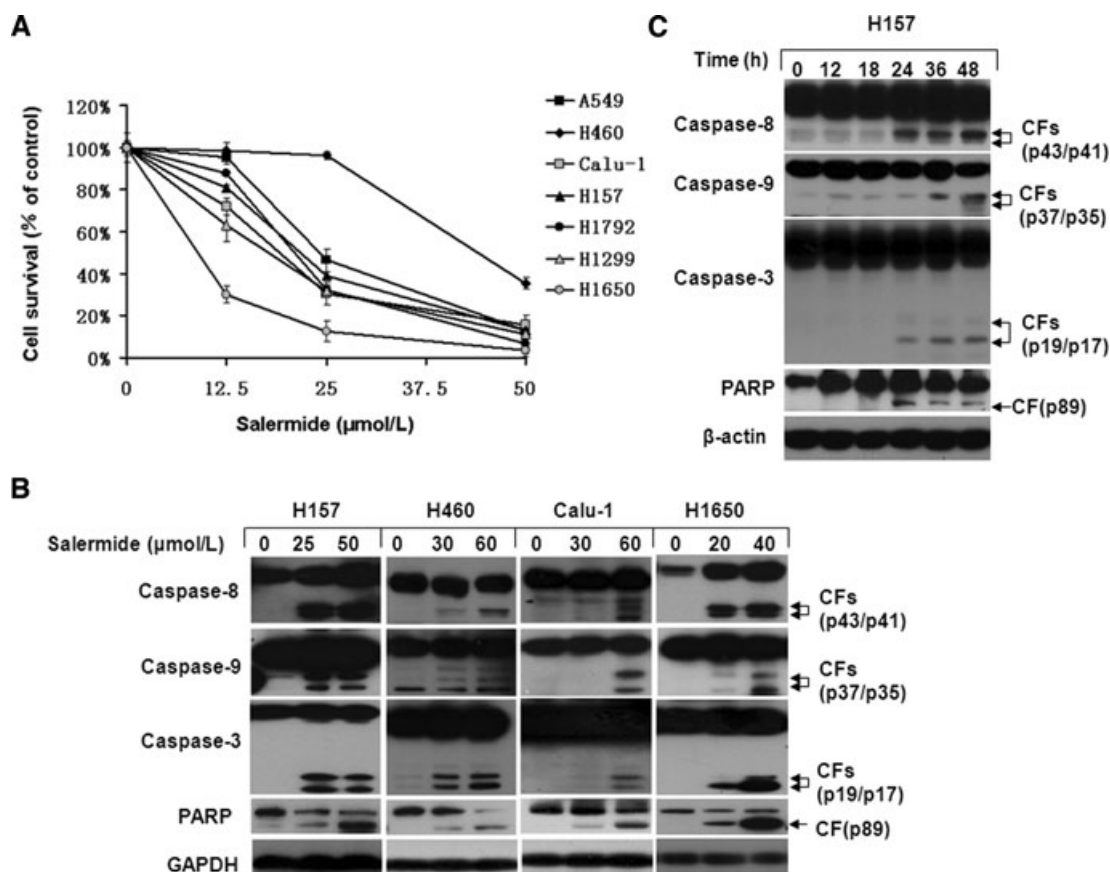 A
120%
100%
80%
60%
40%
20%
0%
Cell survival (% of control)
0 12.5 25 37.5 50
Salermide (µmol/L)
A549
H460
Calu-1
H157
H1792
H1299
H1650
C
H157
Time (h) 0 12 18 24 36 48
Caspase-8
CFs
(p43/p41)
Caspase-9
CFs
(p37/p35)
Caspase-3
CFs
(p19/p17)
PARP
CF(p89)
β-actin
B
H157 H460 Calu-1 H1650
Salermide (µmol/L) 0 25 50 0 30 60 0 30 60 0 20 40
Caspase-8
CFs
(p43/p41)
Caspase-9
CFs
(p37/p35)
Caspase-3
CFs
(p19/p17)
PARP
CF(p89)
GAPDH